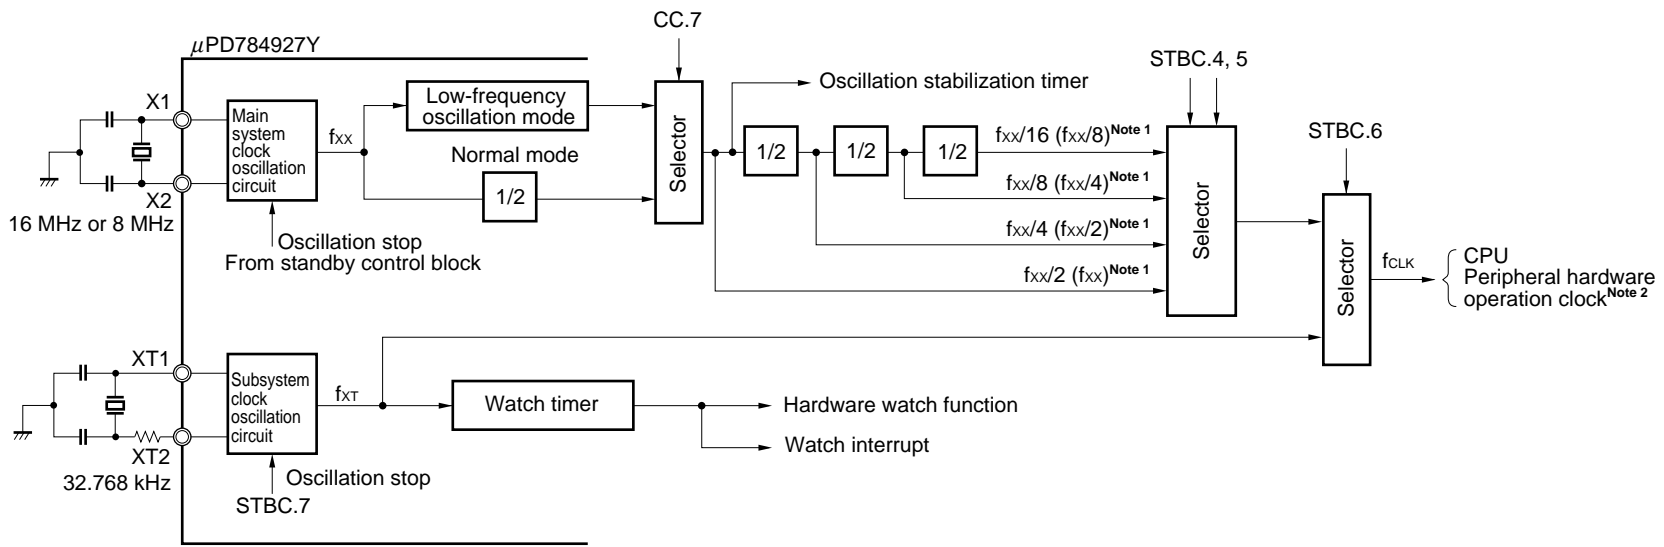 CC.7
μPD784927Y
STBC.4, 5
Oscillation stabilization timer
X1
Main
system
clock
oscillation
circuit
fXX
Low-frequency
oscillation mode
Normal mode
1/2
Selector
1/2
1/2
1/2
fXX/16 (fXX/8)Note 1
fXX/8 (fXX/4)Note 1
fXX/4 (fXX/2)Note 1
fXX/2 (fXX)Note 1
Selector
STBC.6
Selector
fCLK
CPU
Peripheral hardware
operation clockNote 2
X2
16 MHz or 8 MHz
Oscillation stop
From standby control block
XT1
Subsystem
clock
oscillation
circuit
fXT
Watch timer
Hardware watch function
Watch interrupt
XT2
32.768 kHz
Oscillation stop
STBC.7